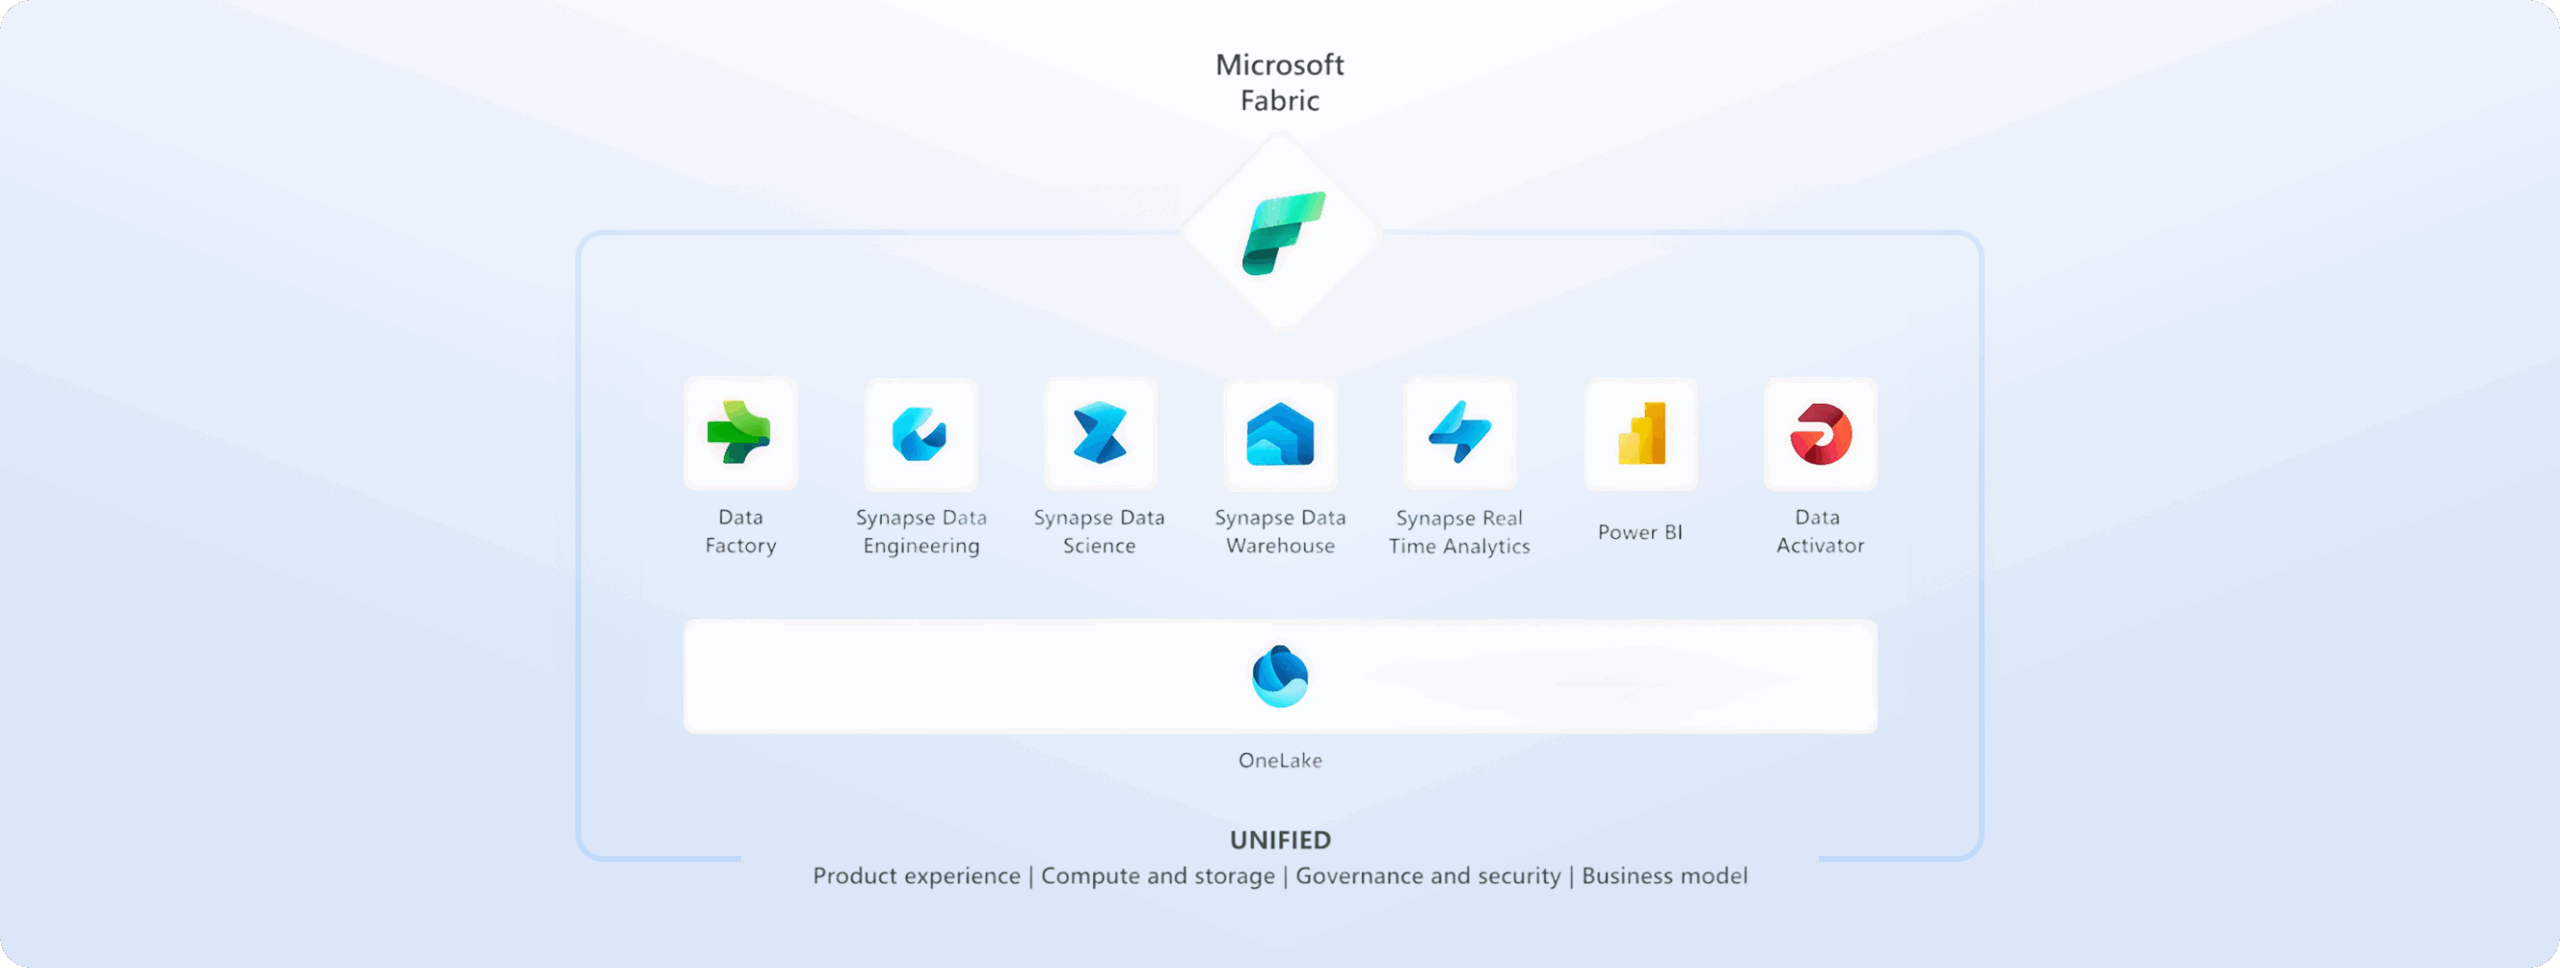 Microsoft
Fabric
Data
Factory
Synapse Data
Engineering
Synapse Data
Science
Synapse Data
Warehouse
Synapse Real
Time Analytics
Power BI
Data
Activator
OneLake
UNIFIED
Product experience | Compute and storage | Governance and security | Business model